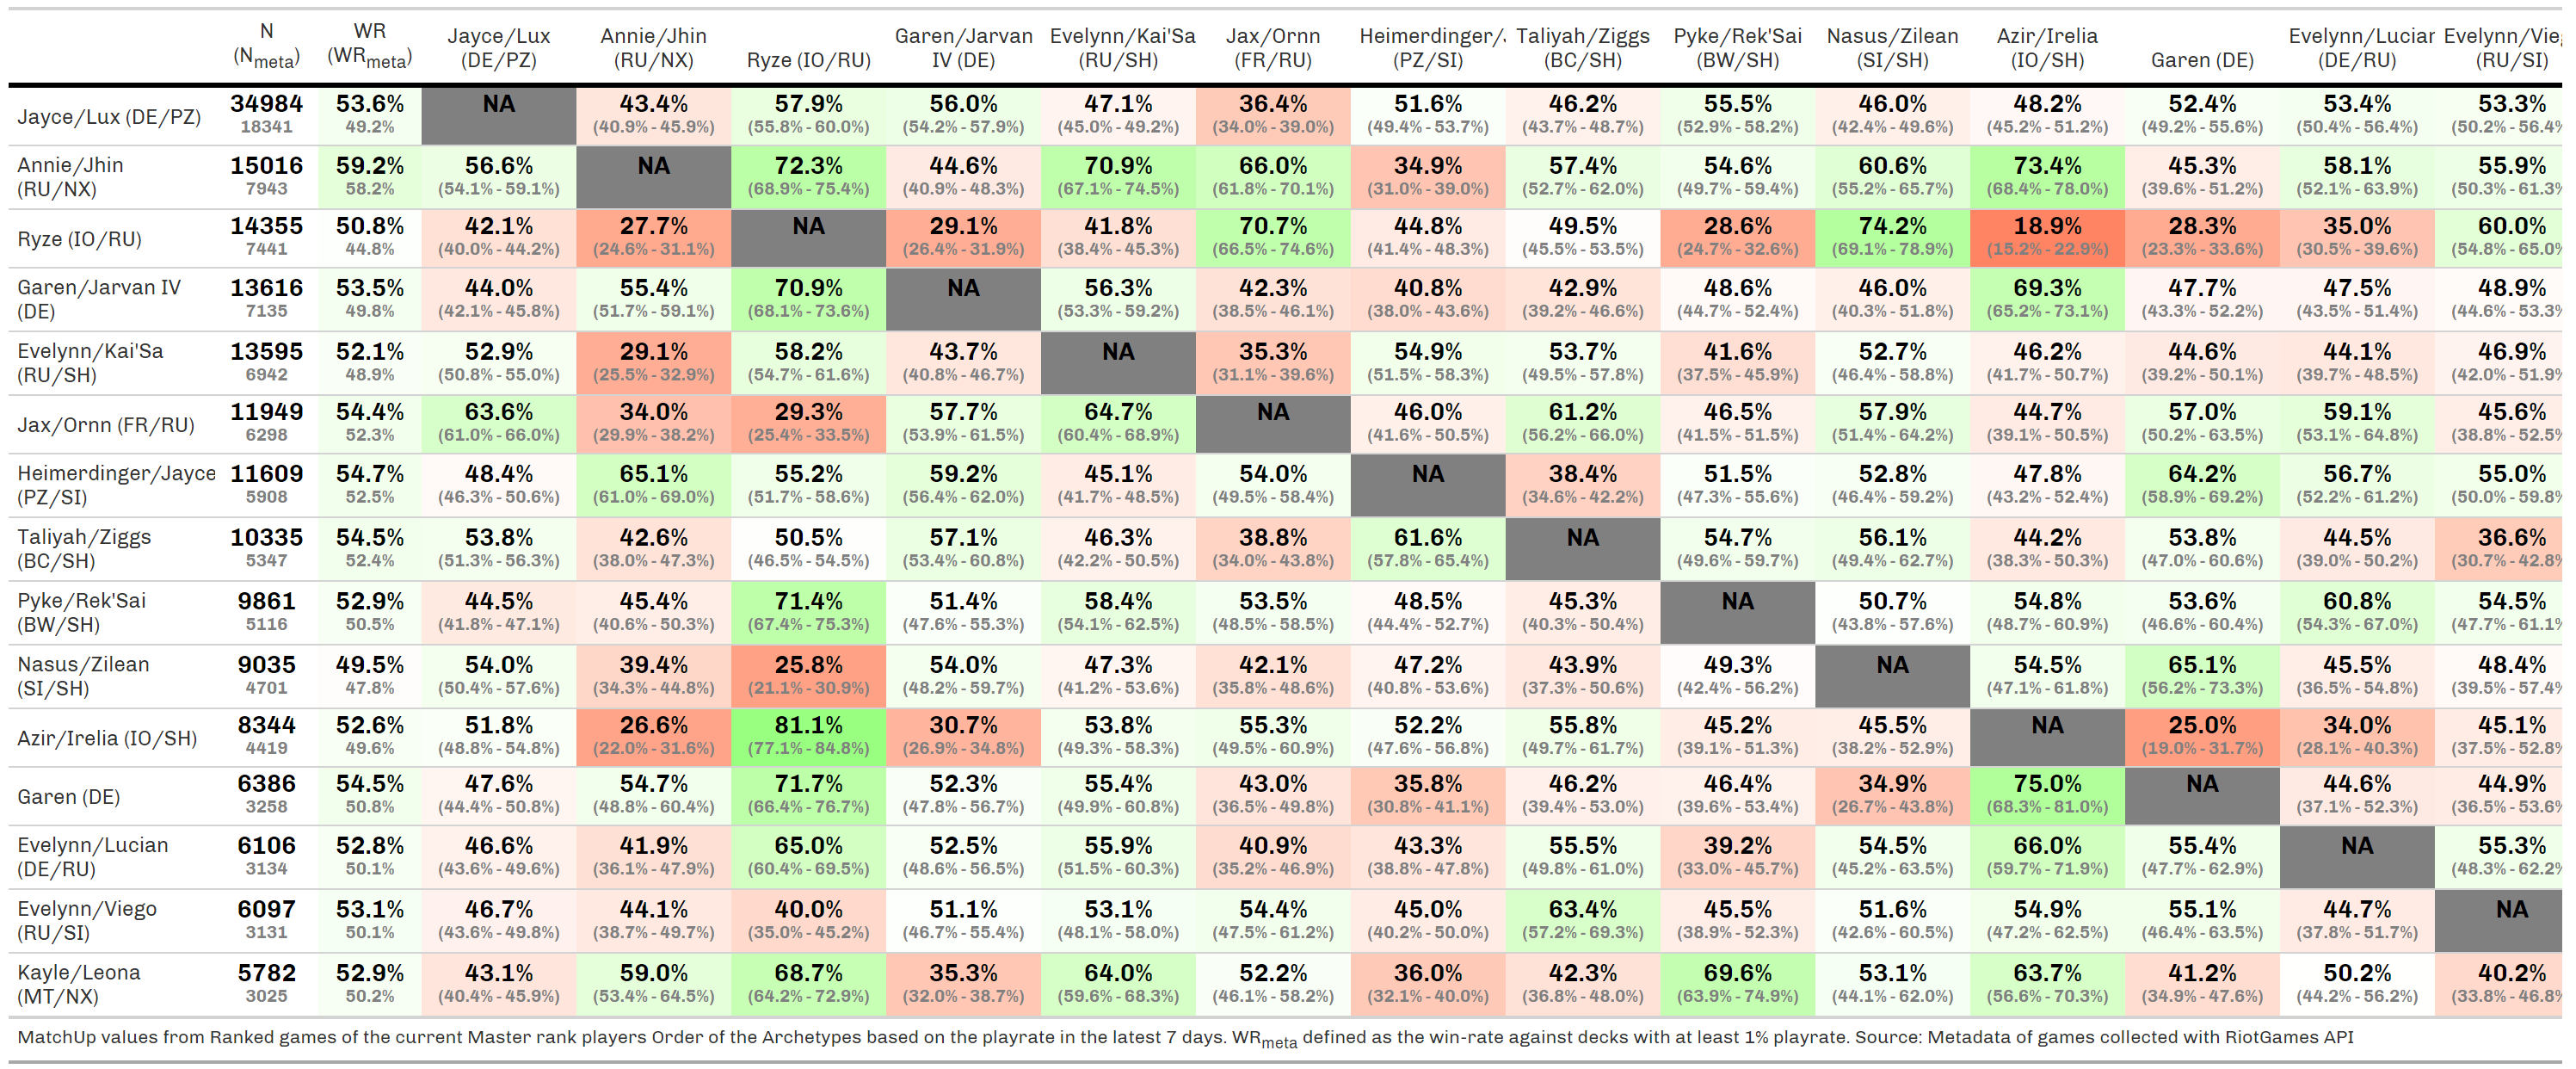 N WR Jayce/Lux Annie/Jhin Ryze (IO/RU) Garen/Jarvan Evelynn/Kai'Sa Jax/Ornn Heimerdinger/ Taliyah/Ziggs Pyke/Rek'Sai Nasus/Zilean Azir/Irelia Garen (DE) Evelynn/Lucian Evelynn/Vieg
(Nmeta) (WRmeta) (DE/PZ) (RU/NX) IV (DE) (RU/SH) (FR/RU) (PZ/SI) (BC/SH) (BW/SH) (SI/SH) (IO/SH) (DE/RU) (RU/SI)
Jayce/Lux (DE/PZ) 34984 53.6% NA 43.4% 57.9% 56.0% 47.1% 36.4% 51.6% 46.2% 55.5% 46.0% 48.2% 52.4% 53.4% 53.3%
18341 49.2% (40.9% - 45.9%) (55.8% - 60.0%) (54.2% - 57.9%) (45.0% - 49.2%) (34.0% - 39.0%) (49.4% - 53.7%) (43.7% - 48.7%) (52.9% - 58.2%) (42.4% - 49.6%) (45.2% - 51.2%) (49.2% - 55.6%) (50.4% - 56.4%) (50.2% - 56.4%
Annie/Jhin 15016 59.2% 56.6% NA 72.3% 44.6% 70.9% 66.0% 34.9% 57.4% 54.6% 60.6% 73.4% 45.3% 58.1% 55.9%
(RU/NX) 7943 58.2% (54.1% - 59.1%) (68.9% - 75.4%) (40.9% - 48.3%) (67.1% - 74.5%) (61.8% - 70.1%) (31.0% - 39.0%) (52.7% - 62.0%) (49.7% - 59.4%) (55.2% - 65.7%) (68.4% - 78.0%) (39.6% - 51.2%) (52.1% - 63.9%) (50.3% - 61.3%
Ryze (IO/RU) 14355 50.8% 42.1% 27.7% NA 29.1% 41.8% 70.7% 44.8% 49.5% 28.6% 74.2% 18.9% 28.3% 35.0% 60.0%
7441 44.8% (40.0% - 44.2%) (24.6% - 31.1%) (26.4% - 31.9%) (38.4% - 45.3%) (66.5% - 74.6%) (41.4% - 48.3%) (45.5% - 53.5%) (24.7% - 32.6%) (69.1% - 78.9%) (15.2% - 22.9%) (23.3% - 33.6%) (30.5% - 39.6%) (54.8% - 65.0%
Garen/Jarvan IV 13616 53.5% 44.0% 55.4% 70.9% NA 56.3% 42.3% 40.8% 42.9% 48.6% 46.0% 69.3% 47.7% 47.5% 48.9%
(DE) 7135 49.8% (42.1% - 45.8%) (51.7% - 59.1%) (68.1% - 73.6%) (53.3% - 59.2%) (38.5% - 46.1%) (38.0% - 43.6%) (39.2% - 46.6%) (44.7% - 52.4%) (40.3% - 51.8%) (65.2% - 73.1%) (43.3% - 52.2%) (43.5% - 51.4%) (44.6% - 53.3%
Evelynn/Kai'Sa 13595 52.1% 52.9% 29.1% 58.2% 43.7% NA 35.3% 54.9% 53.7% 41.6% 52.7% 46.2% 44.6% 44.1% 46.9%
(RU/SH) 6942 48.9% (50.8% - 55.0%) (25.5% - 32.9%) (54.7% - 61.6%) (40.8% - 46.7%) (31.1% - 39.6%) (51.5% - 58.3%) (49.5% - 57.8%) (37.5% - 45.9%) (46.4% - 58.8%) (41.7% - 50.7%) (39.2% - 50.1%) (39.7% - 48.5%) (42.0% - 51.9%
Jax/Ornn (FR/RU) 11949 54.4% 63.6% 34.0% 29.3% 57.7% 64.7% NA 46.0% 61.2% 46.5% 57.9% 44.7% 57.0% 59.1% 45.6%
6298 52.3% (61.0% - 66.0%) (29.9% - 38.2%) (25.4% - 33.5%) (53.9% - 61.5%) (60.4% - 68.9%) (41.6% - 50.5%) (56.2% - 66.0%) (41.5% - 51.5%) (51.4% - 64.2%) (39.1% - 50.5%) (50.2% - 63.5%) (53.1% - 64.8%) (38.8% - 52.5%
Heimerdinger/Jayce 11609 54.7% 48.4% 65.1% 55.2% 59.2% 45.1% 54.0% NA 38.4% 51.5% 52.8% 47.8% 64.2% 56.7% 55.0%
(PZ/SI) 5908 52.5% (46.3% - 50.6%) (61.0% - 69.0%) (51.7% - 58.6%) (56.4% - 62.0%) (41.7% - 48.5%) (49.5% - 58.4%) (34.6% - 42.2%) (47.3% - 55.6%) (46.4% - 59.2%) (43.2% - 52.4%) (58.9% - 69.2%) (52.2% - 61.2%) (50.0% - 59.8%
Taliyah/Ziggs 10335 54.5% 53.8% 42.6% 50.5% 57.1% 46.3% 38.8% 61.6% NA 54.7% 56.1% 44.2% 53.8% 44.5% 36.6%
(BC/SH) 5347 52.4% (51.3% - 56.3%) (38.0% - 47.3%) (46.5% - 54.5%) (53.4% - 60.8%) (42.2% - 50.5%) (34.0% - 43.8%) (57.8% - 65.4%) (49.6% - 59.7%) (49.4% - 62.7%) (38.3% - 50.3%) (47.0% - 60.6%) (39.0% - 50.2%) (30.7% - 42.8%
Pyke/Rek'Sai 9861 52.9% 44.5% 45.4% 71.4% 51.4% 58.4% 53.5% 48.5% 45.3% NA 50.7% 54.8% 53.6% 60.8% 54.5%
(BW/SH) 5116 50.5% (41.8% - 47.1%) (40.6% - 50.3%) (67.4% - 75.3%) (47.6% - 55.3%) (54.1% - 62.5%) (48.5% - 58.5%) (44.4% - 52.7%) (40.3% - 50.4%) (43.8% - 57.6%) (48.7% - 60.9%) (46.6% - 60.4%) (54.3% - 67.0%) (47.7% - 61.1%
Nasus/Zilean 9035 49.5% 54.0% 39.4% 25.8% 54.0% 47.3% 42.1% 47.2% 43.9% 49.3% NA 54.5% 65.1% 45.5% 48.4%
(SI/SH) 4701 47.8% (50.4% - 57.6%) (34.3% - 44.8%) (21.1% - 30.9%) (48.2% - 59.7%) (41.2% - 53.6%) (35.8% - 48.6%) (40.8% - 53.6%) (37.3% - 50.6%) (42.4% - 56.2%) (47.1% - 61.8%) (56.2% - 73.3%) (36.5% - 54.8%) (39.5% - 57.4%
Azir/Irelia (IO/SH) 8344 52.6% 51.8% 26.6% 81.1% 30.7% 53.8% 55.3% 52.2% 55.8% 45.2% 45.5% NA 25.0% 34.0% 45.1%
4419 49.6% (48.8% - 54.8%) (22.0% - 31.6%) (77.1% - 84.8%) (26.9% - 34.8%) (49.3% - 58.3%) (49.5% - 60.9%) (47.6% - 56.8%) (49.7% - 61.7%) (39.1% - 51.3%) (38.2% - 52.9%) (19.0% - 31.7%) (28.1% - 40.3%) (37.5% - 52.8%
Garen (DE) 6386 54.5% 47.6% 54.7% 71.7% 52.3% 55.4% 43.0% 35.8% 46.2% 46.4% 34.9% 75.0% NA 44.6% 44.9%
3258 50.8% (44.4% - 50.8%) (48.8% - 60.4%) (66.4% - 76.7%) (47.8% - 56.7%) (49.9% - 60.8%) (36.5% - 49.8%) (30.8% - 41.1%) (39.4% - 53.0%) (39.6% - 53.4%) (26.7% - 43.8%) (68.3% - 81.0%) (37.1% - 52.3%) (36.5% - 53.6%
Evelynn/Lucian 6106 52.8% 46.6% 41.9% 65.0% 52.5% 55.9% 40.9% 43.3% 55.5% 39.2% 54.5% 66.0% 55.4% NA 55.3%
(DE/RU) 3134 50.1% (43.6% - 49.6%) (36.1% - 47.9%) (60.4% - 69.5%) (48.6% - 56.5%) (51.5% - 60.3%) (35.2% - 46.9%) (38.8% - 47.8%) (49.8% - 61.0%) (33.0% - 45.7%) (45.2% - 63.5%) (59.7% - 71.9%) (47.7% - 62.9%) (48.3% - 62.2%
Evelynn/Viego 6097 53.1% 46.7% 44.1% 40.0% 51.1% 53.1% 54.4% 45.0% 63.4% 45.5% 51.6% 54.9% 55.1% 44.7% NA
(RU/SI) 3131 50.1% (43.6% - 49.8%) (38.7% - 49.7%) (35.0% - 45.2%) (46.7% - 55.4%) (48.1% - 58.0%) (47.5% - 61.2%) (40.2% - 50.0%) (57.2% - 69.3%) (38.9% - 52.3%) (42.6% - 60.5%) (47.2% - 62.5%) (46.4% - 63.5%) (37.8% - 51.7%)
Kayle/Leona 5782 52.9% 43.1% 59.0% 68.7% 35.3% 64.0% 52.2% 36.0% 42.3% 69.6% 53.1% 63.7% 41.2% 50.2% 40.2%
(MT/NX) 3025 50.2% (40.4% - 45.9%) (53.4% - 64.5%) (64.2% - 72.9%) (32.0% - 38.7%) (59.6% - 68.3%) (46.1% - 58.2%) (32.1% - 40.0%) (36.8% - 48.0%) (63.9% - 74.9%) (44.1% - 62.0%) (56.6% - 70.3%) (34.9% - 47.6%) (44.2% - 56.2%) (33.8% - 46.8%
MatchUp values from Ranked games of the current Master rank players Order of the Archetypes based on the playrate in the latest 7 days. WRmeta defined as the win-rate against decks with at least 1% playrate. Source: Metadata of games collected with RiotGames API